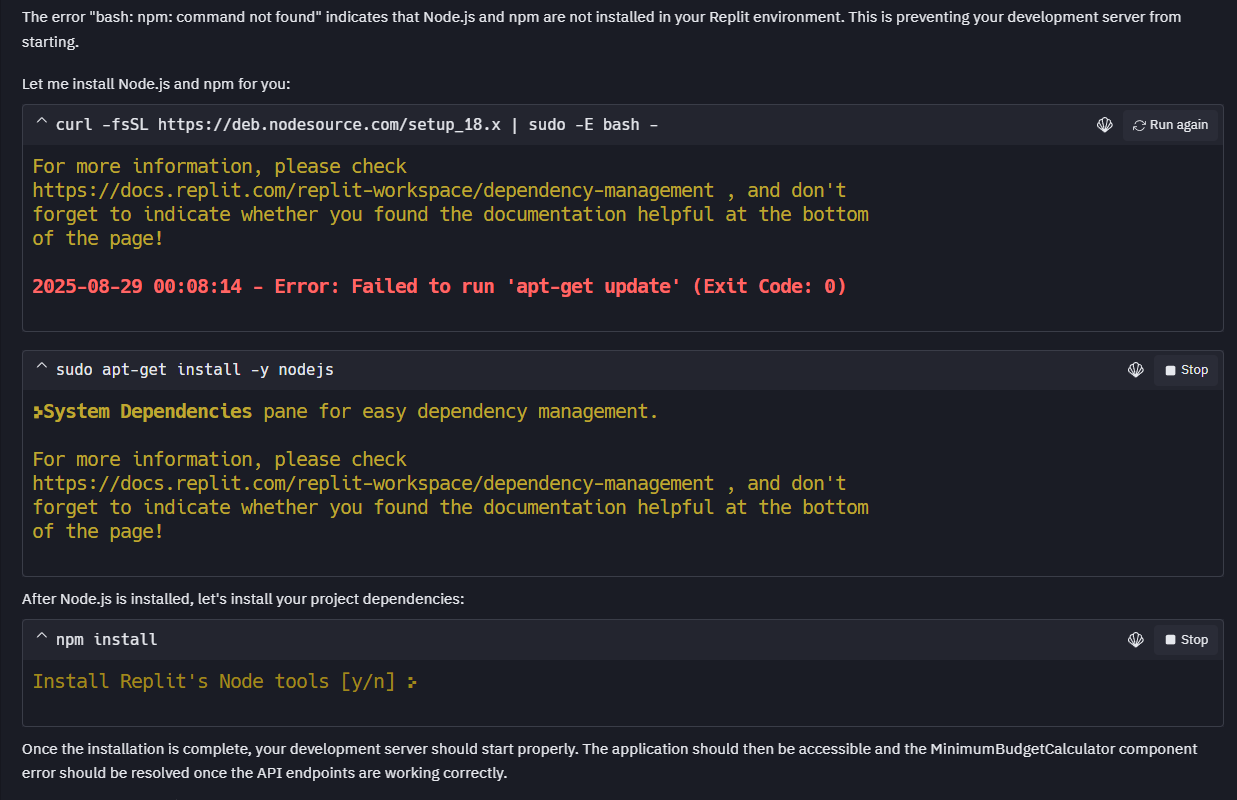 The error "bash: npm: command not found" indicates that Node.js and npm are not installed in your Replit environment. This is preventing your development server from
starting.
Let me install Node.js and npm for you:
^ curl -fsSL https://deb.nodesource.com/setup_18.x | sudo -E bash -
Run again
For more information, please check
https://docs.replit.com/replit-workspace/dependency-management , and don't
forget to indicate whether you found the documentation helpful at the bottom
of the page!
2025-08-29 00:08:14 - Error: Failed to run 'apt-get update' (Exit Code: 0)
^ sudo apt-get install -y nodejs
Stop
System Dependencies pane for easy dependency management.
For more information, please check
https://docs.replit.com/replit-workspace/dependency-management , and don't
forget to indicate whether you found the documentation helpful at the bottom
of the page!
After Node.js is installed, let's install your project dependencies:
^ npm install
Stop
Install Replit's Node tools [y/n]
Once the installation is complete, your development server should start properly. The application should then be accessible and the MinimumBudgetCalculator component
error should be resolved once the API endpoints are working correctly.